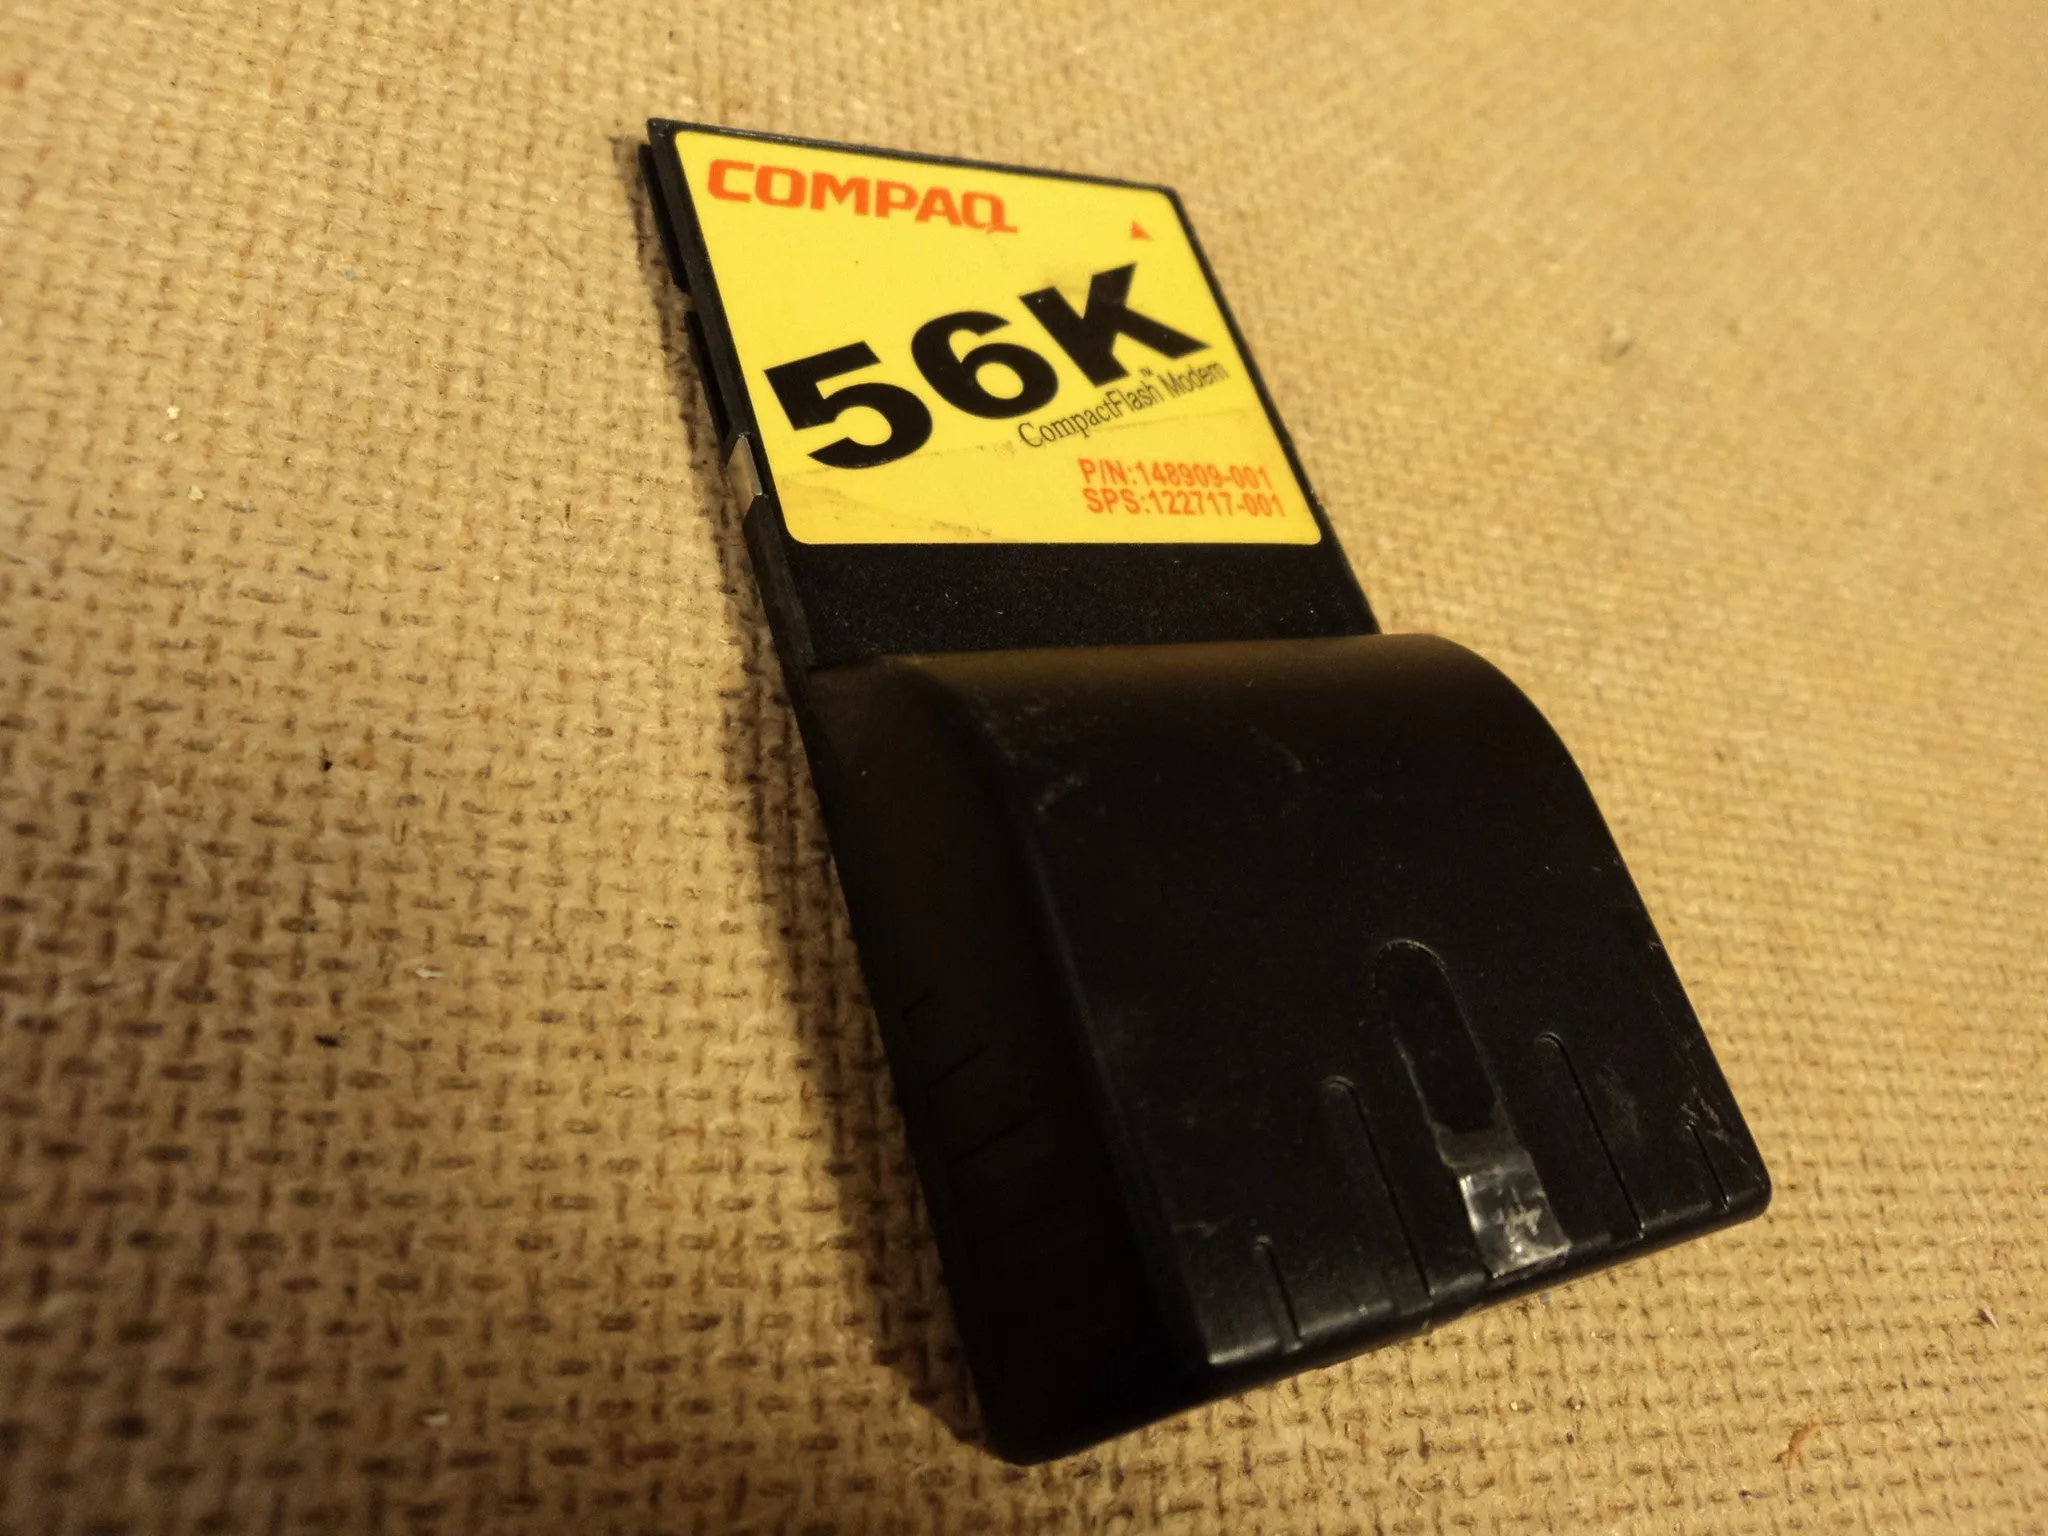 COMPAQ
56K
CompactFlash™ Modem
P/N:148909-001
SPS:122717-001